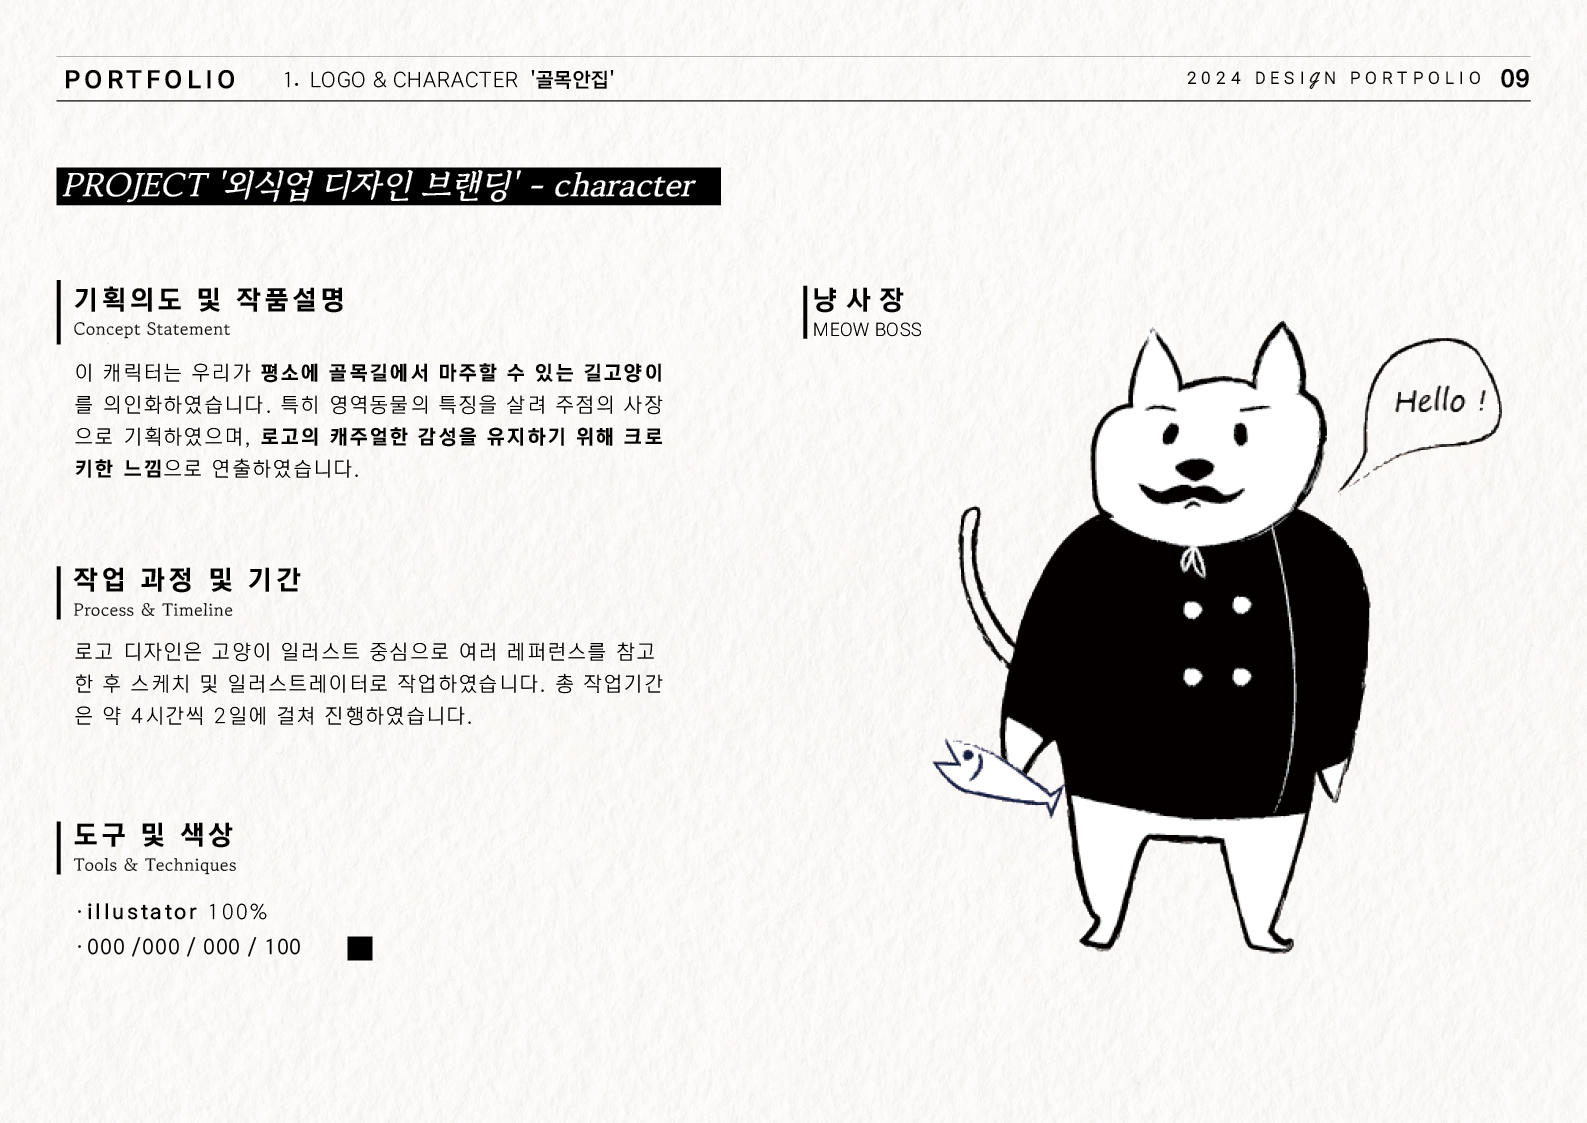 PORTFOLIO 1. LOGO & CHARACTER '골목안집' 2024 DESIGN PORTPOLIO 09
PROJECT '외식업 디자인 브랜딩' - character
기획의도 및 작품설명
Concept Statement
이 캐릭터는 우리가 평소에 골목길에서 마주할 수 있는 길고양이
를 의인화하였습니다. 특히 영역동물의 특징을 살려 주점의 사장
으로 기획하였으며, 로고의 캐주얼한 감성을 유지하기 위해 크로
키한 느낌으로 연출하였습니다.
작업 과정 및 기간
Process & Timeline
로고 디자인은 고양이 일러스트 중심으로 여러 레퍼런스를 참고
한 후 스케치 및 일러스트레이터로 작업하였습니다. 총 작업기간
은 약 4시간씩 2일에 걸쳐 진행하였습니다.
도구 및 색상
Tools & Techniques
·illustator 100%
·000 /000 / 000 / 100
냥사장
MEOW BOSS
Hello !